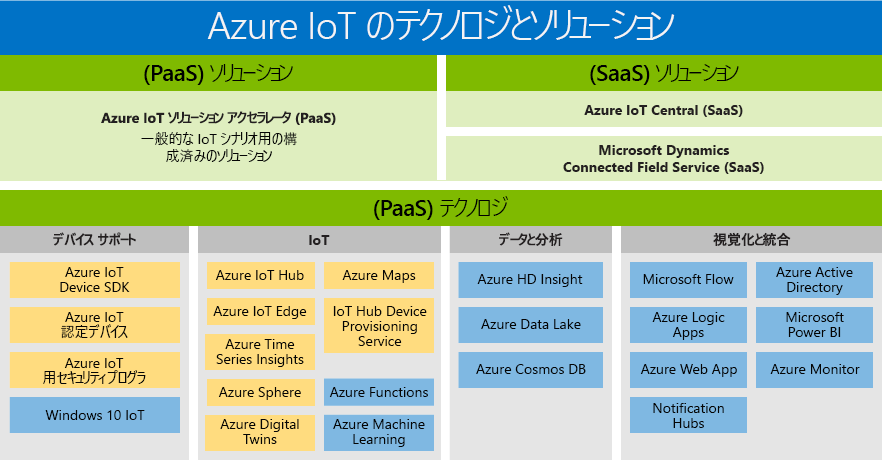 Azure IoT のテクノロジとソリューション
(PaaS) ソリューション
Azure IoT ソリューション アクセラレータ (PaaS)
一般的な IoT シナリオ用の構
成済みのソリューション
(SaaS) ソリューション
Azure IoT Central (SaaS)
Microsoft Dynamics
Connected Field Service (SaaS)
(PaaS) テクノロジ
デバイス サポート
Azure IoT
Device SDK
Azure IoT
認定デバイス
Azure IoT
用セキュリティプログラ
Windows 10 IoT
IoT
Azure IoT Hub
Azure Maps
Azure IoT Edge
IoT Hub Device
Provisioning
Service
Azure Time
Series Insights
Azure Sphere
Azure Functions
Azure Digital
Twins
Azure Machine
Learning
データと分析
Azure HD Insight
Azure Data Lake
Azure Cosmos DB
視覚化と統合
Microsoft Flow
Azure Active
Directory
Azure Logic
Apps
Microsoft
Power BI
Azure Web App
Azure Monitor
Notification
Hubs